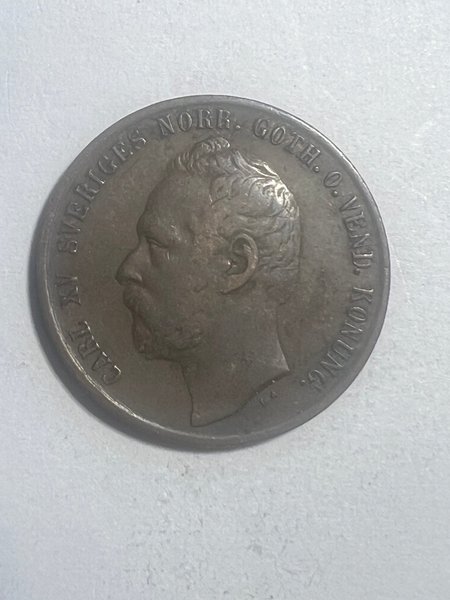 CARL XV SVERIGES NORR. GOTH. O. VEND. KONUNG.